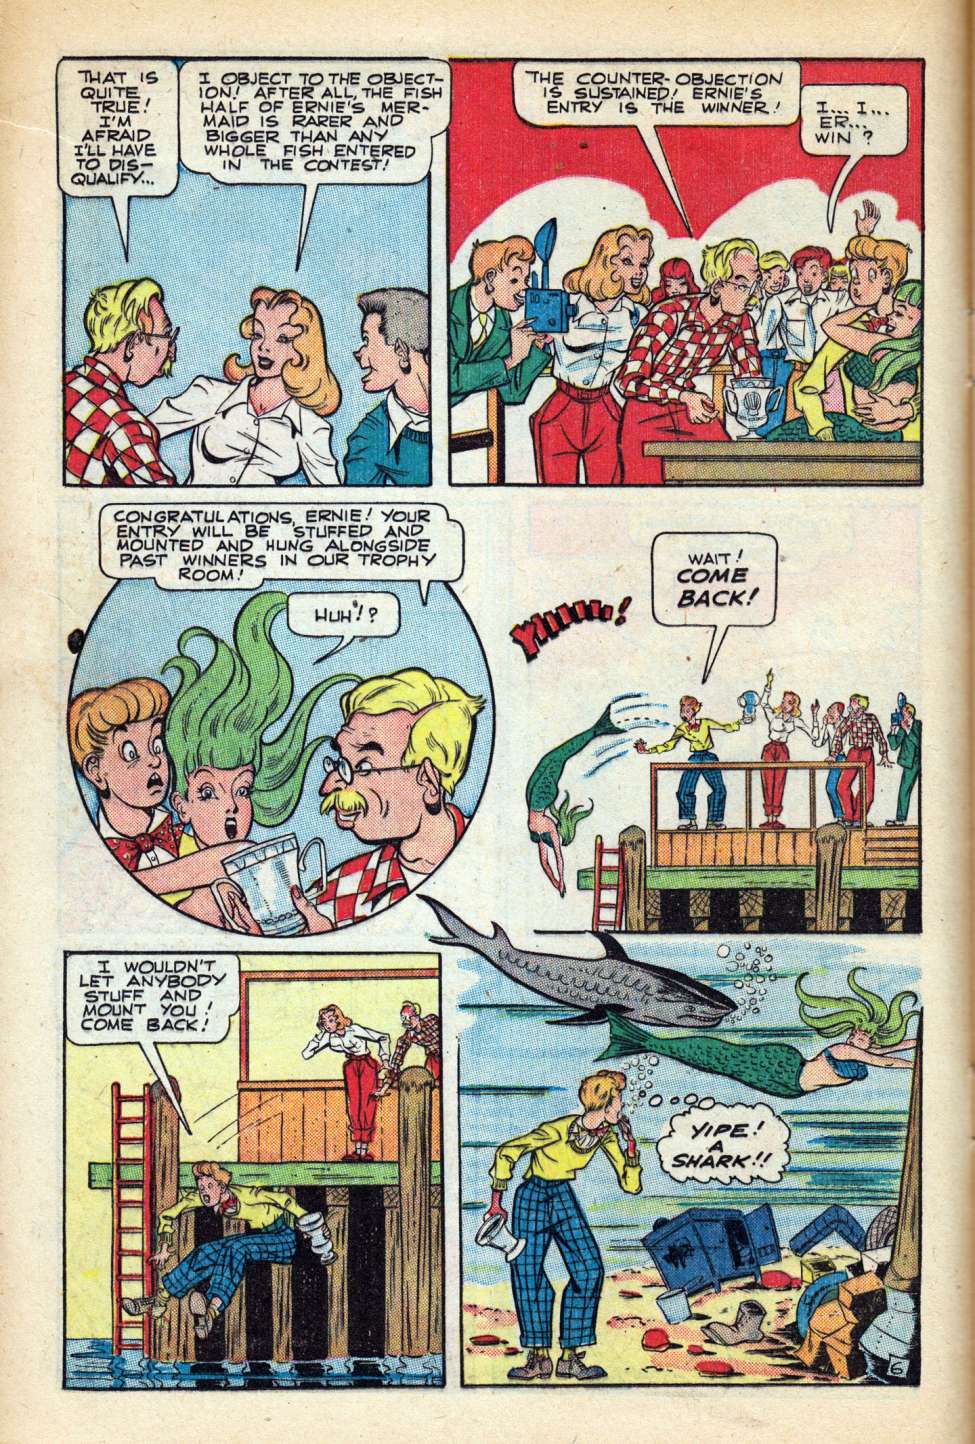 THAT IS
QUITE
TRUE!
I'M
AFRAID
I'LL HAVE
TO DIS-
QUALIFY...
I OBJECT TO THE OBJECT-
ION! AFTER ALL, THE FISH
HALF OF ERNIE'S MER-
MAID IS RARER AND
BIGGER THAN ANY
WHOLE FISH ENTERED
IN THE CONTEST!
THE COUNTER-OBJECTION
IS SUSTAINED! ERNIE'S
ENTRY IS THE WINNER!
I... I...
ER...
WIN?
CONGRATULATIONS, ERNIE! YOUR
ENTRY WILL BE STUFFED AND
MOUNTED AND HUNG ALONGSIDE
PAST WINNERS IN OUR TROPHY
ROOM!
HUH!?
YIIIIII!
WAIT!
COME
BACK!
I WOULDN'T
LET ANYBODY
STUFF AND
MOUNT YOU!
COME BACK!
YIPE!
A
SHARK!!
6